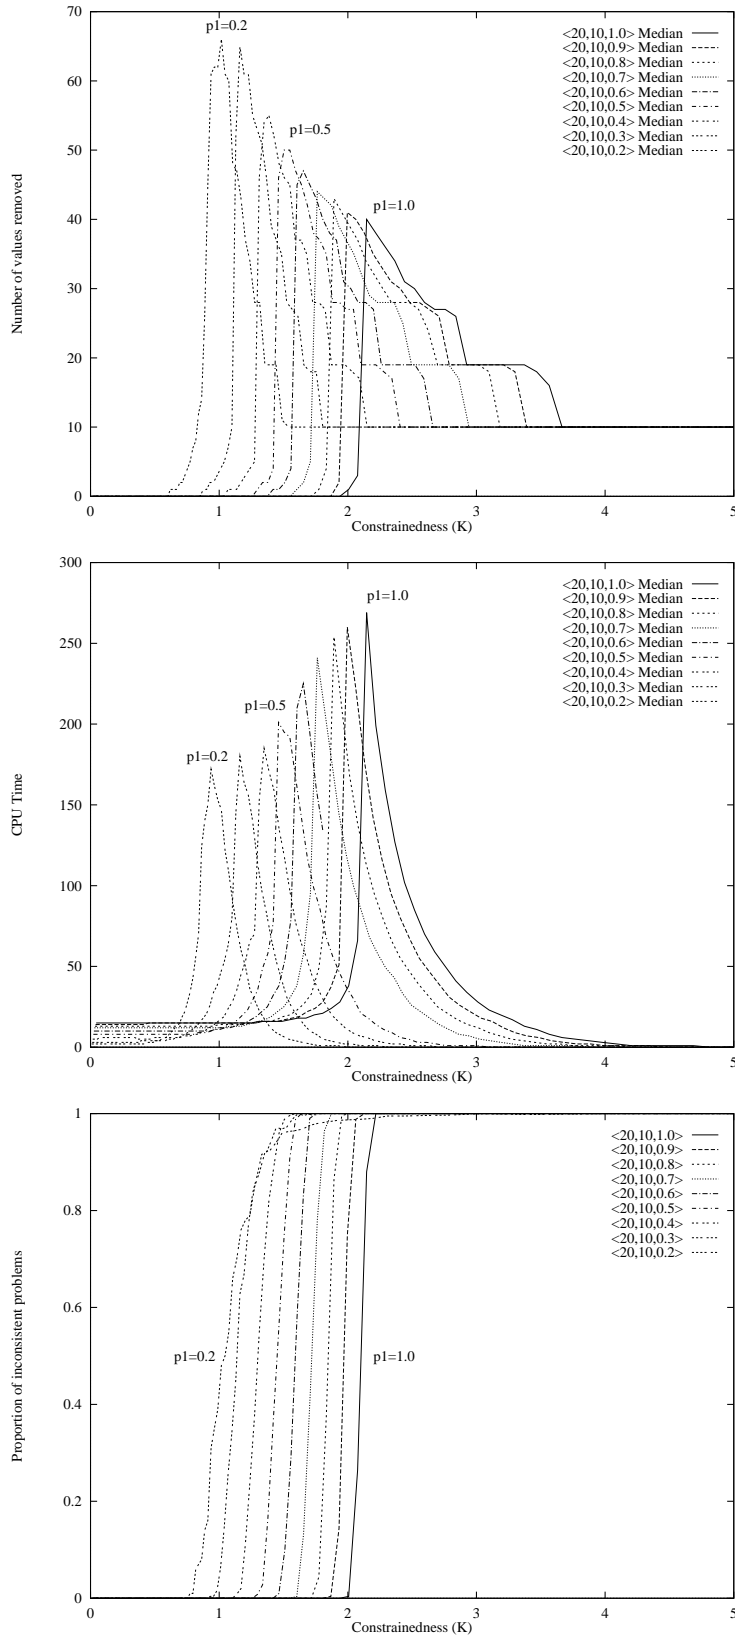 70
60
50
40
30
20
10
0
Number of values removed
p1=0.2
p1=0.5
p1=1.0
<20,10,1.0> Median
<20,10,0.9> Median
<20,10,0.8> Median
<20,10,0.7> Median
<20,10,0.6> Median
<20,10,0.5> Median
<20,10,0.4> Median
<20,10,0.3> Median
<20,10,0.2> Median
0 1 2 3 4 5
Constrainedness (K)
300
250
200
150
100
50
0
CPU Time
p1=1.0
p1=0.5
p1=0.2
<20,10,1.0> Median
<20,10,0.9> Median
<20,10,0.8> Median
<20,10,0.7> Median
<20,10,0.6> Median
<20,10,0.5> Median
<20,10,0.4> Median
<20,10,0.3> Median
<20,10,0.2> Median
0 1 2 3 4 5
Constrainedness (K)
1
0.8
0.6
0.4
0.2
0
Proportion of inconsistent problems
p1=0.2
p1=1.0
<20,10,1.0>
<20,10,0.9>
<20,10,0.8>
<20,10,0.7>
<20,10,0.6>
<20,10,0.5>
<20,10,0.4>
<20,10,0.3>
<20,10,0.2>
0 1 2 3 4 5
Constrainedness (K)